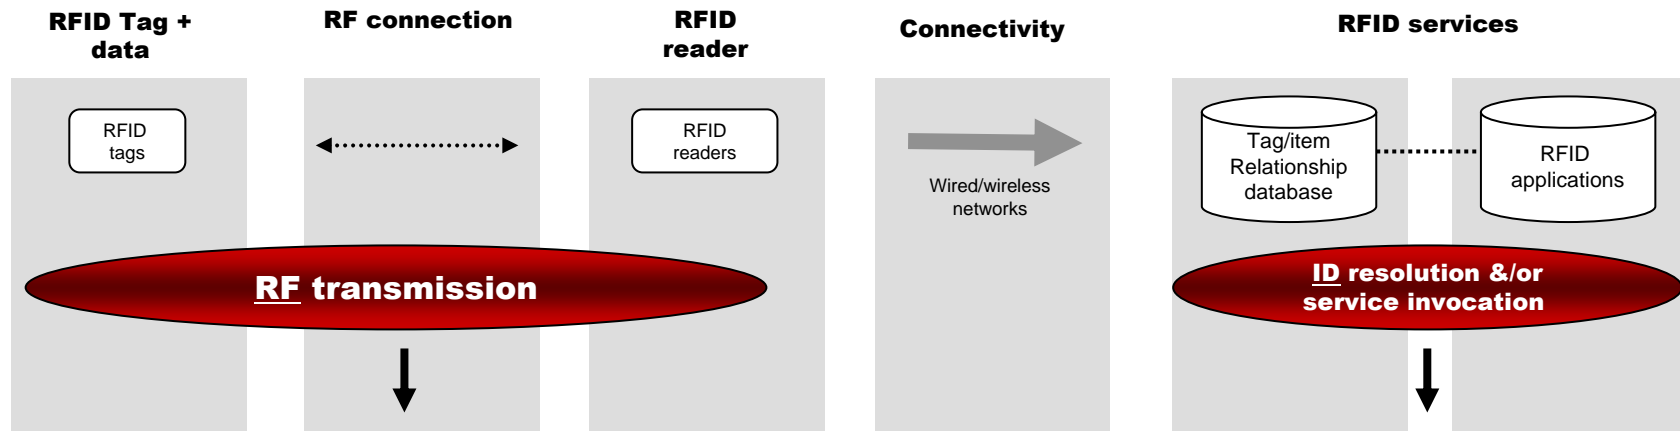 RFID Tag +
data
RF connection
RFID
reader
Connectivity
RFID services
RFID
tags
RFID
readers
Wired/wireless
networks
Tag/item
Relationship
database
RFID
applications
RF transmission
ID resolution &/or
service invocation